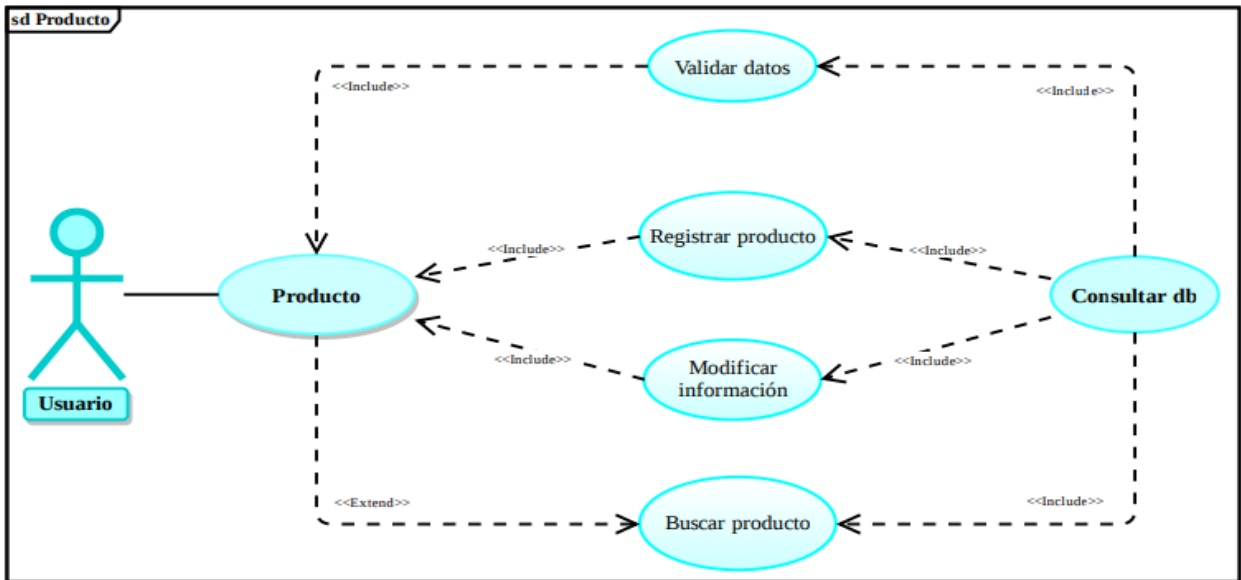 sd Producto
Validar datos
<<Include>>
<<Include>>
Registrar producto
<<Include>>
<<Include>>
Producto
Consultar db
<<Include>>
<<Include>>
Modificar
información
Usuario
<<Extend>>
<<Include>>
Buscar producto